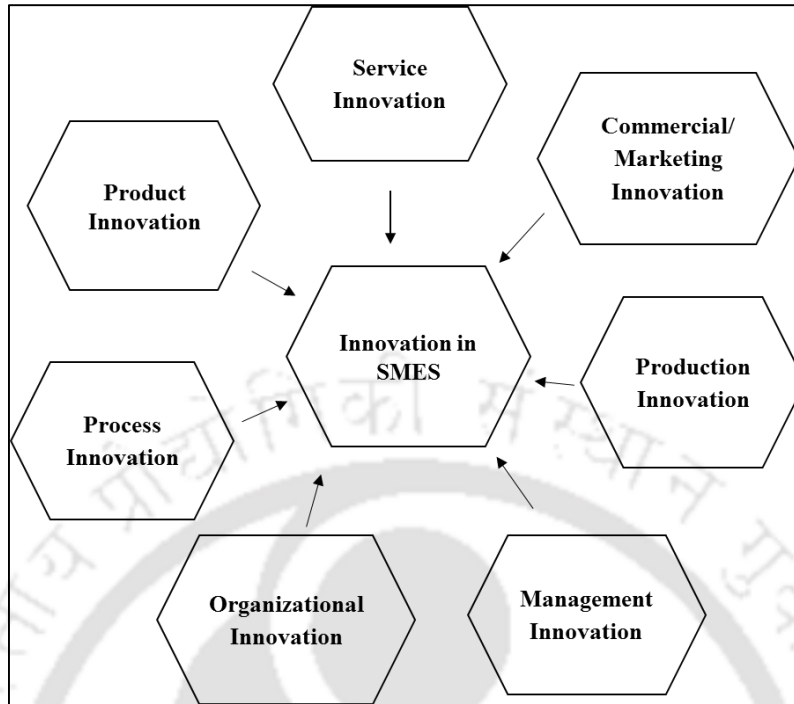 Service
Innovation
Commercial/
Marketing
Innovation
Product
Innovation
Innovation in
SMES
Production
Innovation
Process
Innovation
Organizational
Innovation
Management
Innovation
प्रौद्योगिकी संस्थान